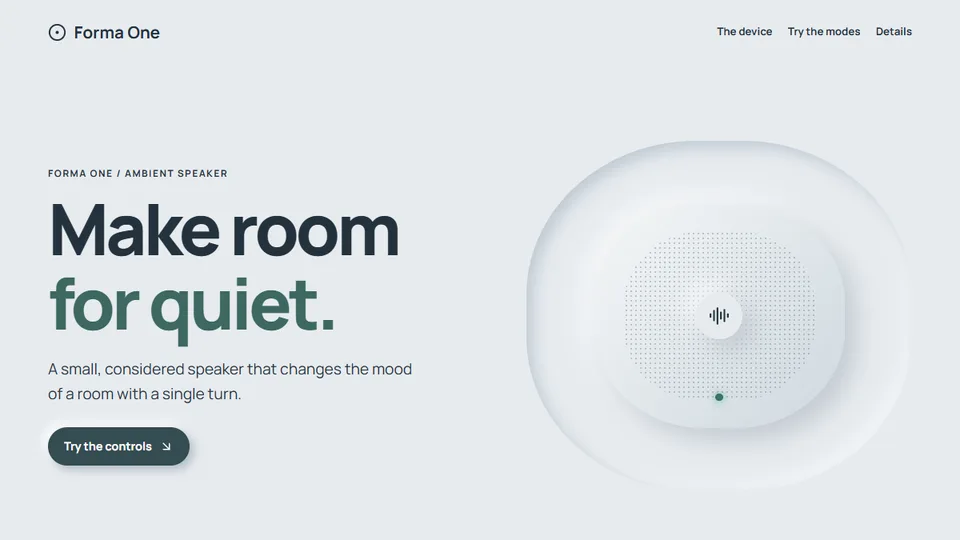 Forma One
The device
Try the modes
Details
FORMA ONE / AMBIENT SPEAKER
Make room
for quiet.
A small, considered speaker that changes the mood
of a room with a single turn.
Try the controls